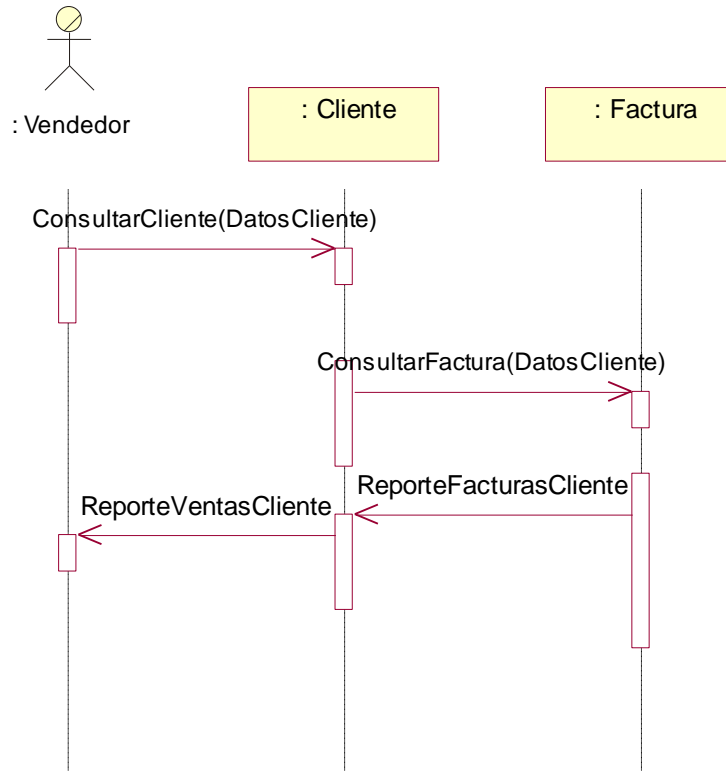 : Vendedor
: Cliente
: Factura
ConsultarCliente(DatosCliente)
ConsultarFactura(DatosCliente)
ReporteFacturasCliente
ReporteVentasCliente